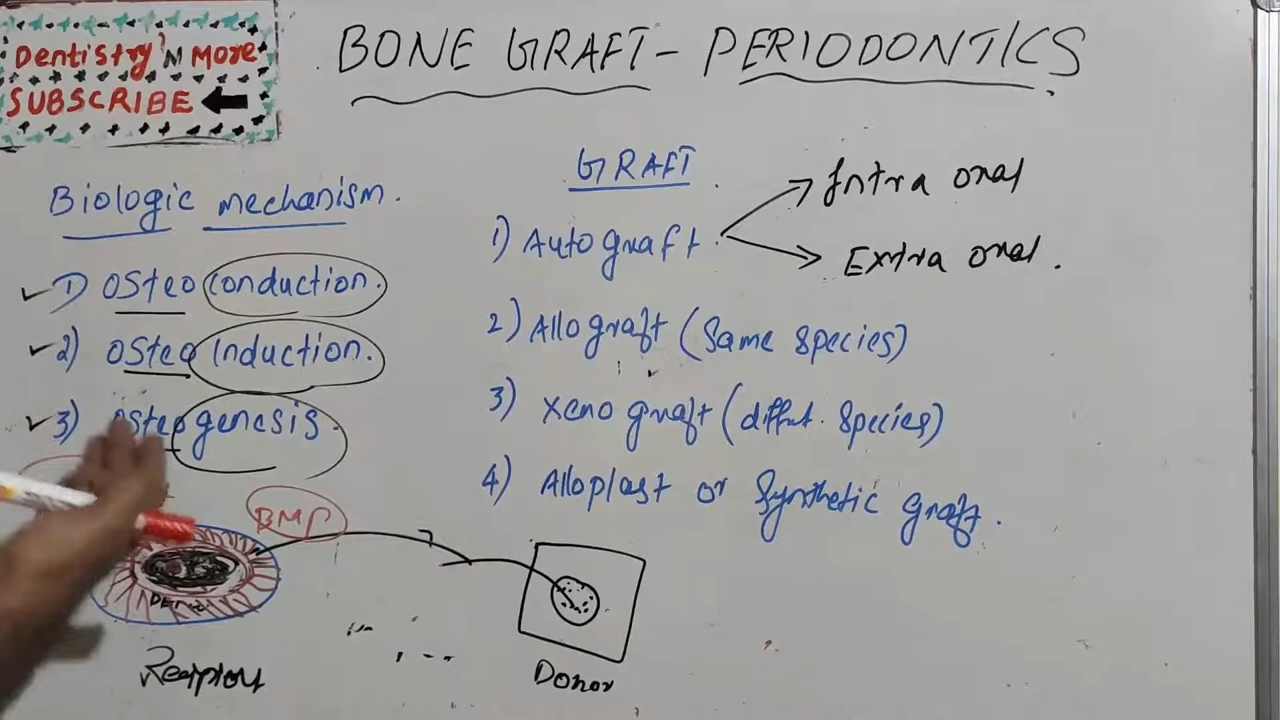 Dentistry 'N MORE
SUBSCRIBE
BONE GRAFT - PERIODONTICS
Biologic mechanism.
1) OSteo Conduction.
2) OSteo Induction.
3) Osteogenesis.
BMP
Recipient
Donor
GRAFT
1) Autograft
Intra oral
Extra oral.
2) Allograft (Same Species)
3) Xeno graft (diffnt. Species)
4) Alloplast or Synthetic Graft.